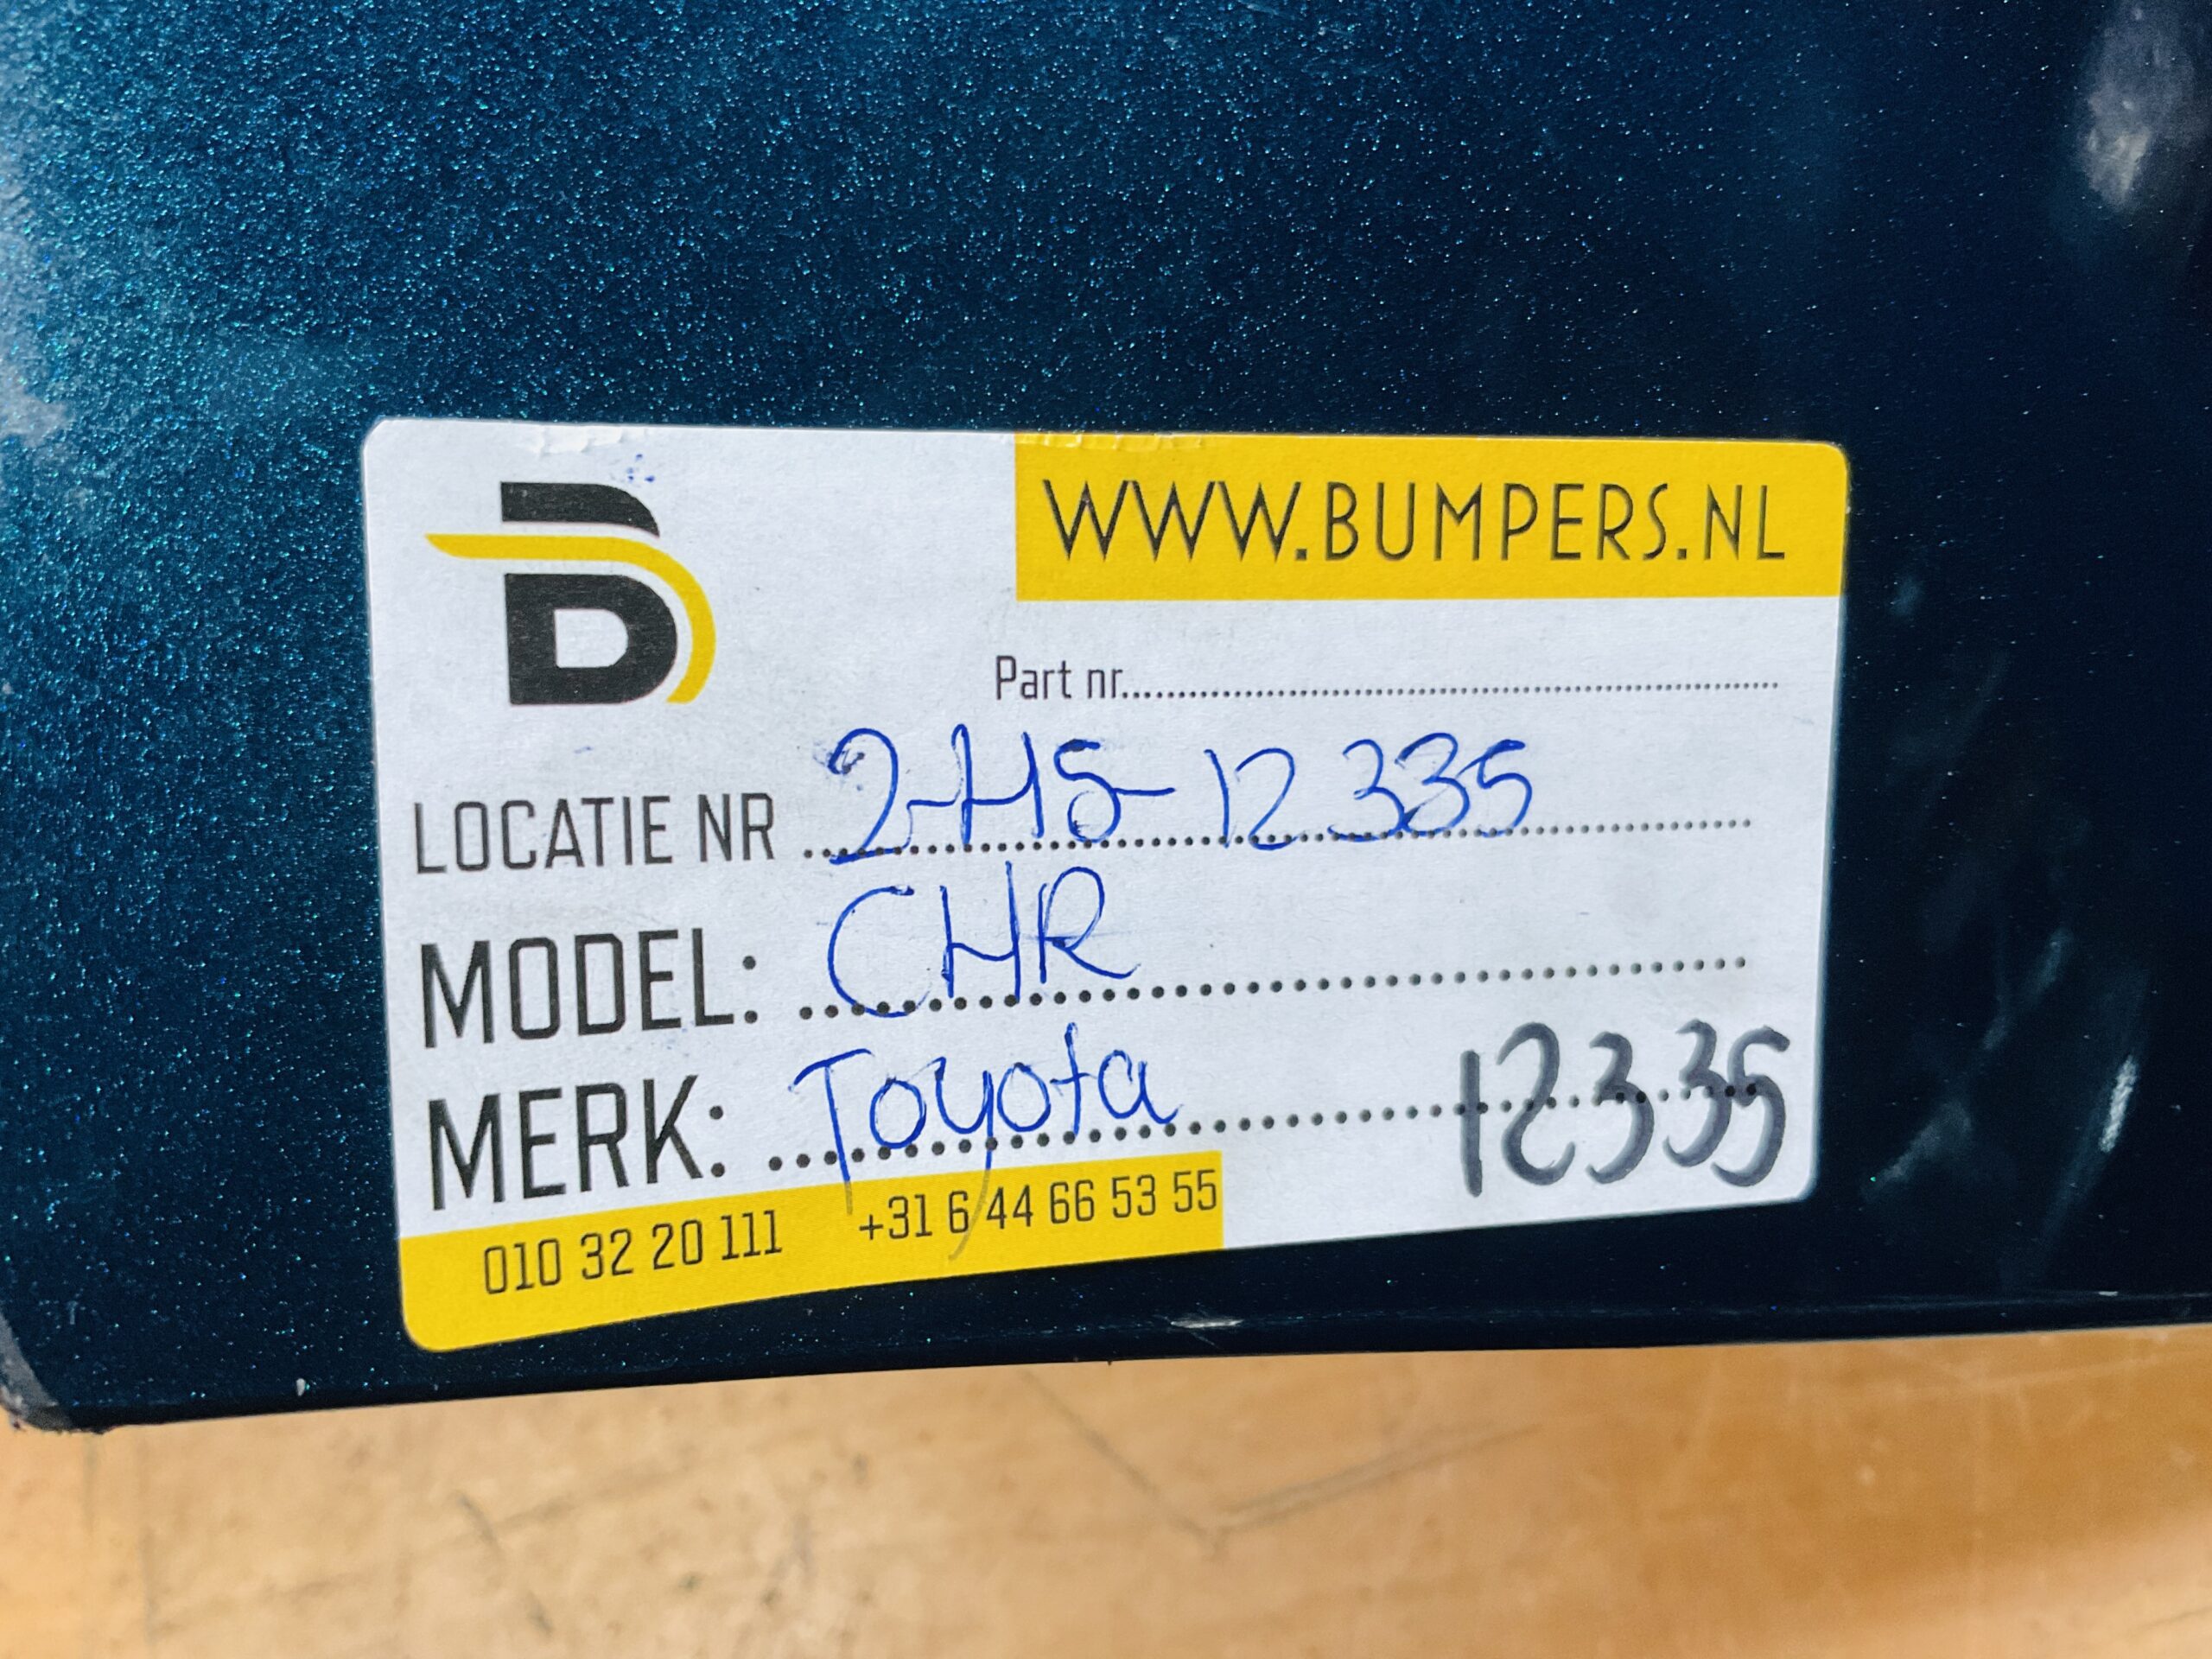 B
WWW.BUMPERS.NL
Part nr..........
LOCATIE NR 2-H5-12335
MODEL: CHR
MERK: Toyota
12335
010 32 20 111 +31 6 44 66 53 55